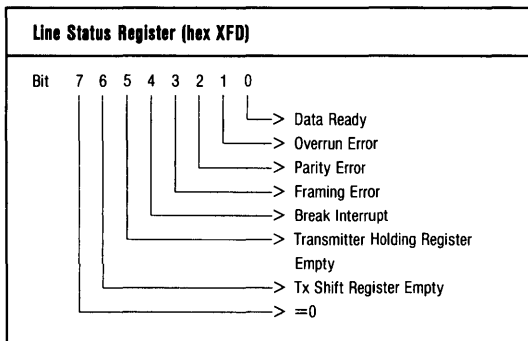 Line Status Register (hex XFD)
Bit 7 6 5 4 3 2 1 0
> Data Ready
> Overrun Error
> Parity Error
> Framing Error
> Break Interrupt
> Transmitter Holding Register
Empty
> Tx Shift Register Empty
> =0